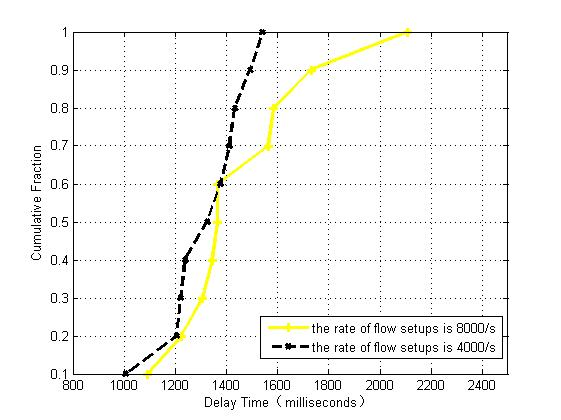 1
0.9
0.8
0.7
0.6
0.5
0.4
0.3
0.2
0.1
Cumulative Fraction
the rate of flow setups is 8000/s
the rate of flow setups is 4000/s
800 1000 1200 1400 1600 1800 2000 2200 2400
Delay Time（milliseconds）